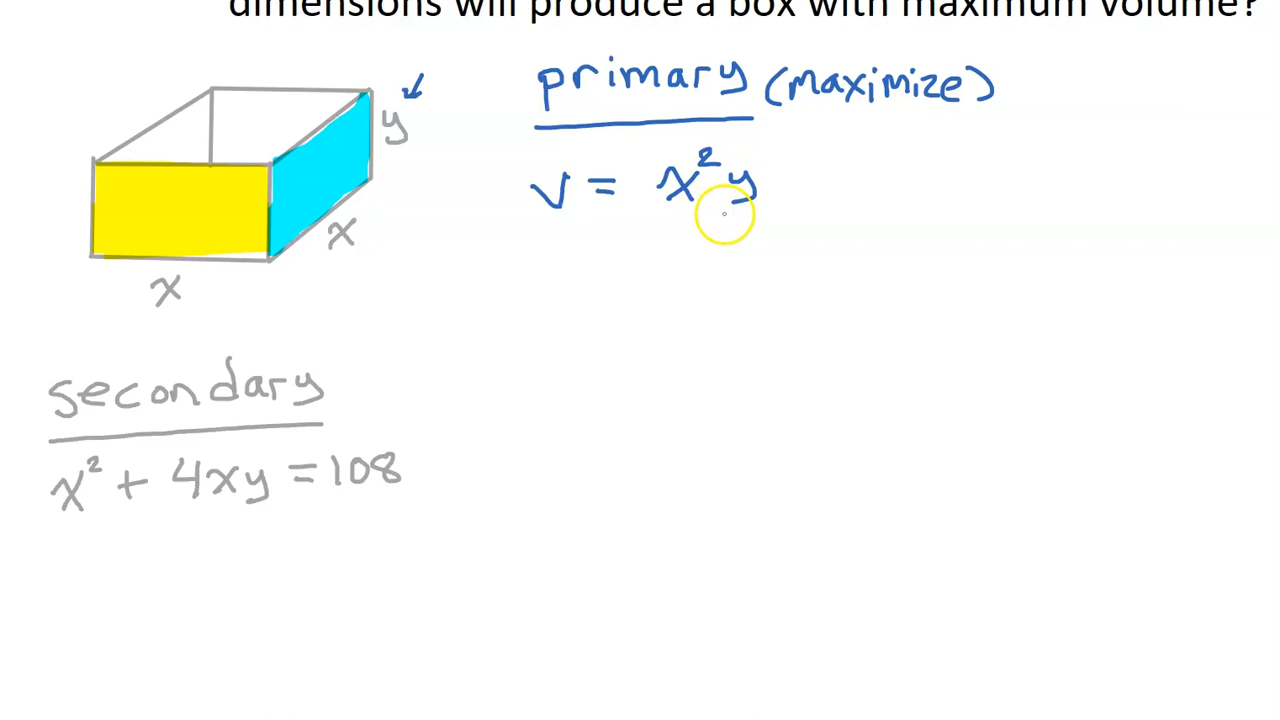 dimensions will produce a box with maximum volume?
primary (maximize)
V = x²y
y
x
x
secondary
x² + 4xy = 108